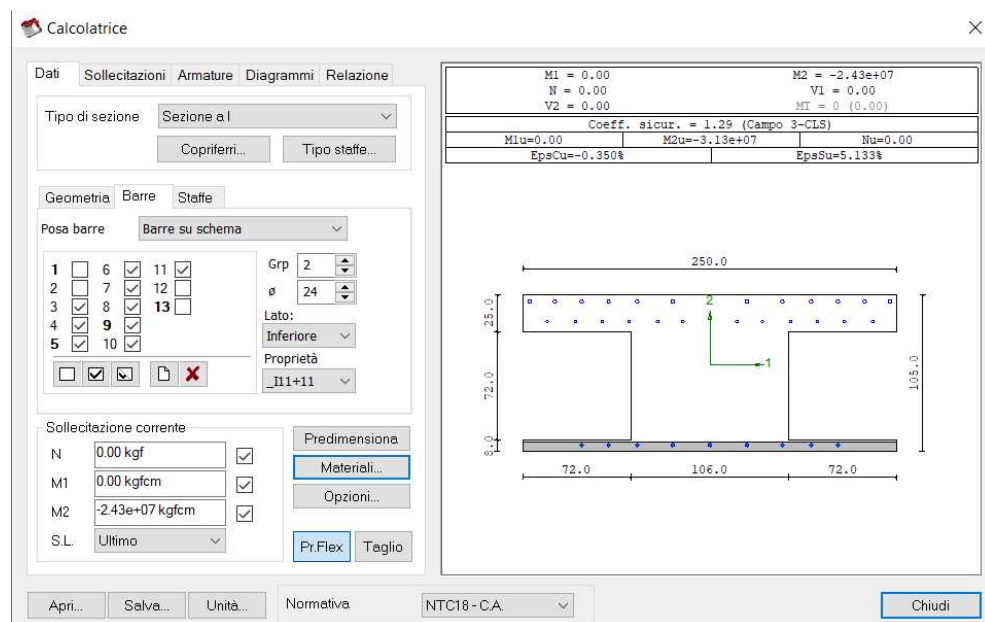 Calcolatrice
Dati Sollecitazioni Armature Diagrammi Relazione
Tipo di sezione Sezione a I
Copriferri... Tipo staffe...
Geometria Barre Staffe
Posa barre Barre su schema
1 6 11
2 7 12
3 8 13
4 9
5 10
Grp 2
ø 24
Lato:
Inferiore
Proprietà
_I11+11
Sollecitazione corrente
N 0.00 kgf
M1 0.00 kgfcm
M2 -2.43e+07 kgfcm
S.L. Ultimo
Predimensiona
Materiali...
Opzioni...
Pr.Flex Taglio
M1 = 0.00 M2 = -2.43e+07
N = 0.00 V1 = 0.00
V2 = 0.00 MT = 0 (0.00)
Coeff. sicur. = 1.29 (Campo 3-CLS)
M1u=0.00 M2u=-3.13e+07 Nu=0.00
EpsCu=-0.350% EpsSu=5.133%
250.0
25.0
2
1
72.0
105.0
8.0
72.0 106.0 72.0
Apri... Salva... Unità... Normativa NTC18 - C.A. Chiudi